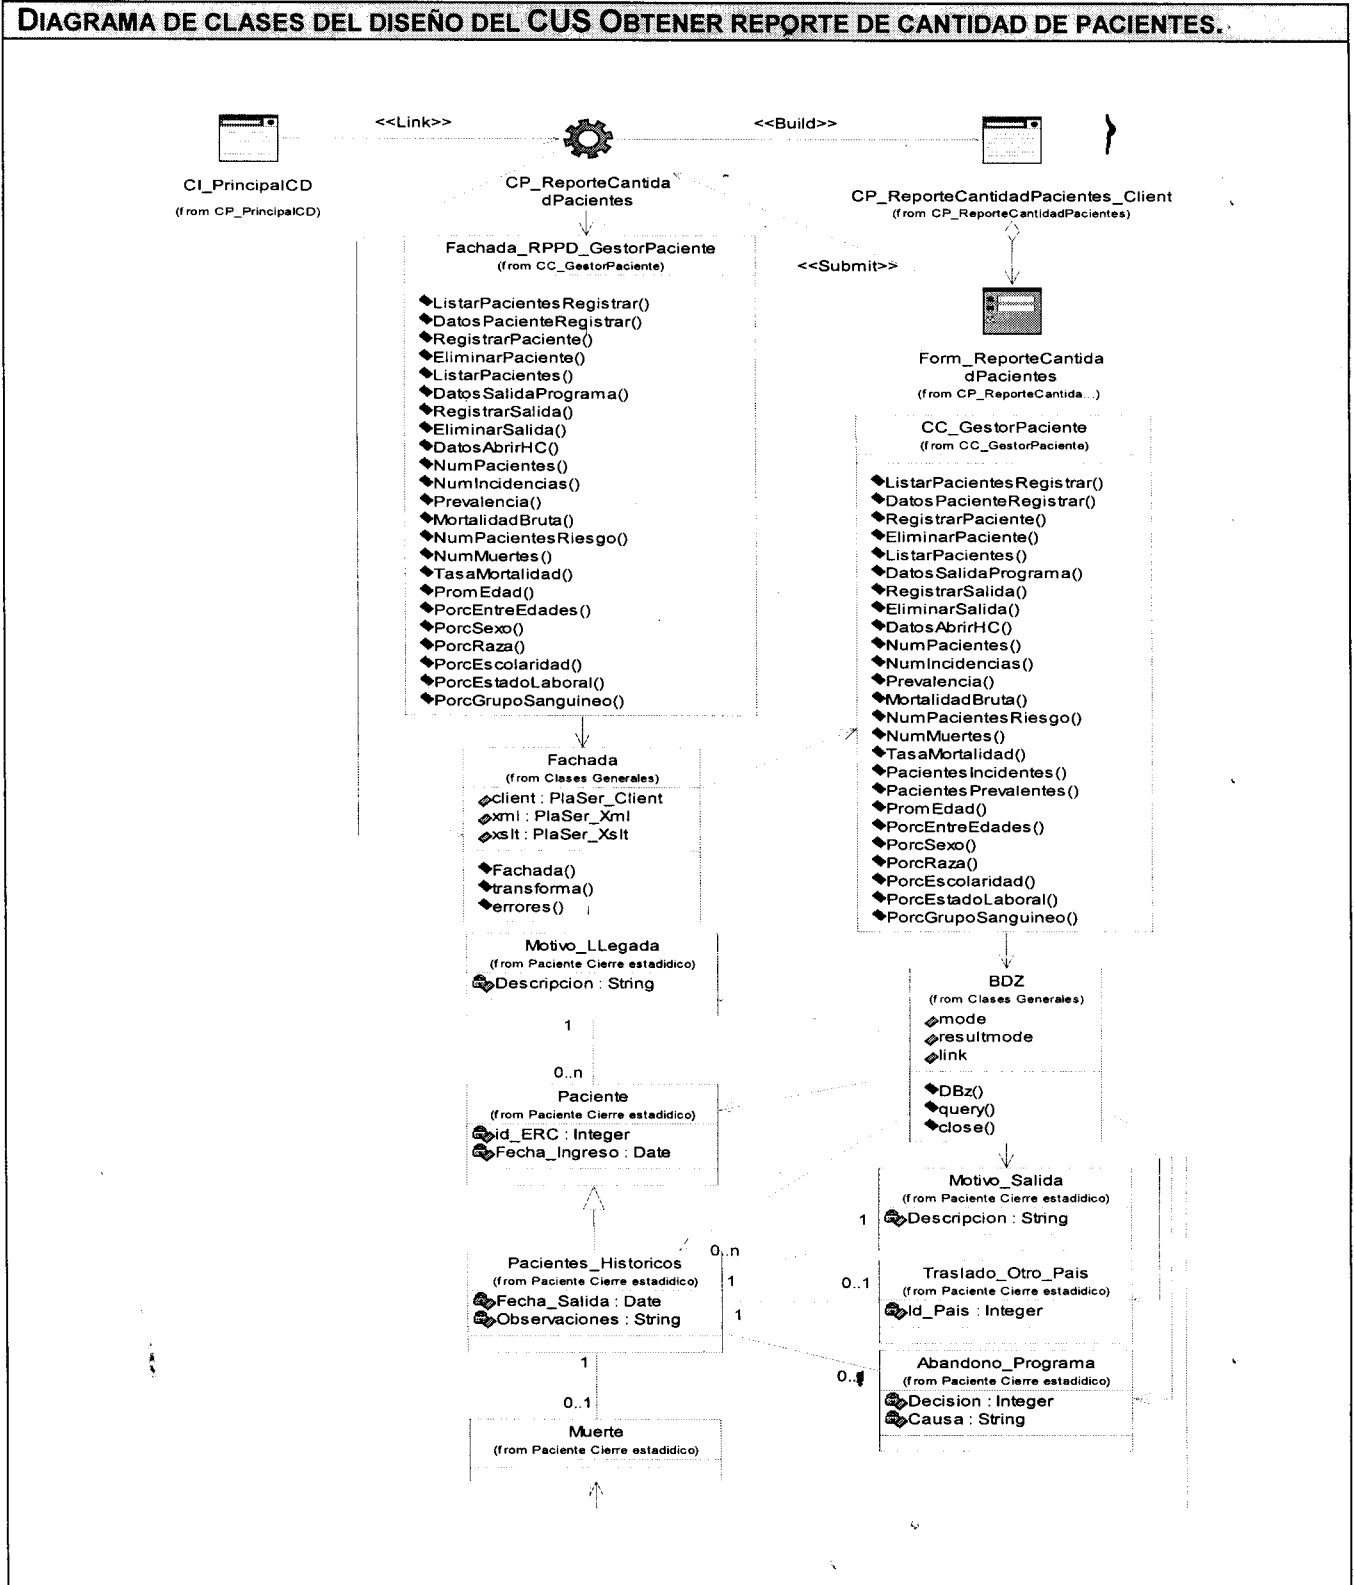 DIAGRAMA DE CLASES DEL DISEÑO DEL CUS OBTENER REPORTE DE CANTIDAD DE PACIENTES.
<<Link>>
<<Build>>
CI_PrincipalCD
(from CP_PrincipalCD)
CP_ReporteCantida
dPacientes
CP_ReporteCantidadPacientes_Client
(from CP_ReporteCantidadPacientes)
<<Submit>>
Fachada_RPPD_GestorPaciente
(from CC_GestorPaciente)
ListarPacientesRegistrar()
DatosPacienteRegistrar()
RegistrarPaciente()
EliminarPaciente()
ListarPacientes()
DatosSalidaPrograma()
RegistrarSalida()
EliminarSalida()
DatosAbrirHC()
NumPacientes()
NumIncidencias()
Prevalencia()
MortalidadBruta()
NumPacientesRiesgo()
NumMuertes()
TasaMortalidad()
PromEdad()
PorcEntreEdades()
PorcSexo()
PorcRaza()
PorcEscolaridad()
PorcEstadoLaboral()
PorcGrupoSanguineo()
Form_ReporteCantida
dPacientes
(from CP_ReporteCantida...)
CC_GestorPaciente
(from CC_GestorPaciente)
ListarPacientesRegistrar()
DatosPacienteRegistrar()
RegistrarPaciente()
EliminarPaciente()
ListarPacientes()
DatosSalidaPrograma()
RegistrarSalida()
EliminarSalida()
DatosAbrirHC()
NumPacientes()
NumIncidencias()
Prevalencia()
MortalidadBruta()
NumPacientesRiesgo()
NumMuertes()
TasaMortalidad()
PacientesIncidentes()
PacientesPrevalentes()
PromEdad()
PorcEntreEdades()
PorcSexo()
PorcRaza()
PorcEscolaridad()
PorcEstadoLaboral()
PorcGrupoSanguineo()
Fachada
(from Clases Generales)
client : PlaSer_Client
xml : PlaSer_Xml
xslt : PlaSer_Xslt
Fachada()
transforma()
errores()
Motivo_LLegada
(from Paciente Cierre estadidico)
Descripcion : String
1
0..n
BDZ
(from Clases Generales)
mode
resultmode
link
DBz()
query()
close()
Paciente
(from Paciente Cierre estadidico)
id_ERC : Integer
Fecha_Ingreso : Date
Motivo_Salida
(from Paciente Cierre estadidico)
Descripcion : String
1
0..n
Pacientes_Historicos
(from Paciente Cierre estadidico)
Fecha_Salida : Date
Observaciones : String
1
1
0..1
Traslado_Otro_Pais
(from Paciente Cierre estadidico)
Id_Pais : Integer
Abandono_Programa
(from Paciente Cierre estadidico)
Decision : Integer
Causa : String
1
0..1
Muerte
(from Paciente Cierre estadidico)